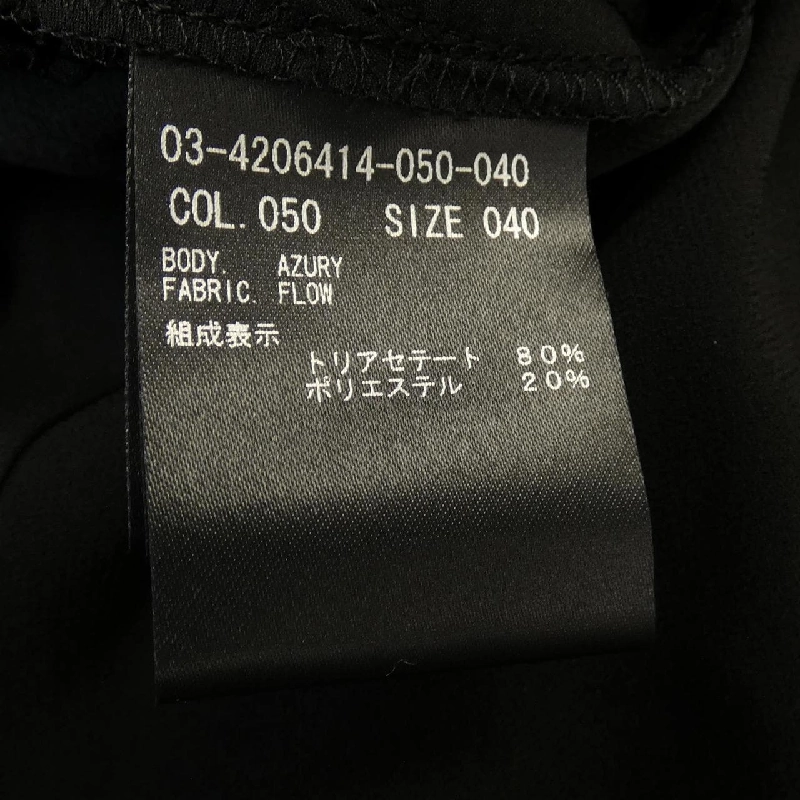 03-4206414-050-040
COL. 050 SIZE 040
BODY. AZURY
FABRIC. FLOW
組成表示
トリアセテート 80%
ポリエステル 20%